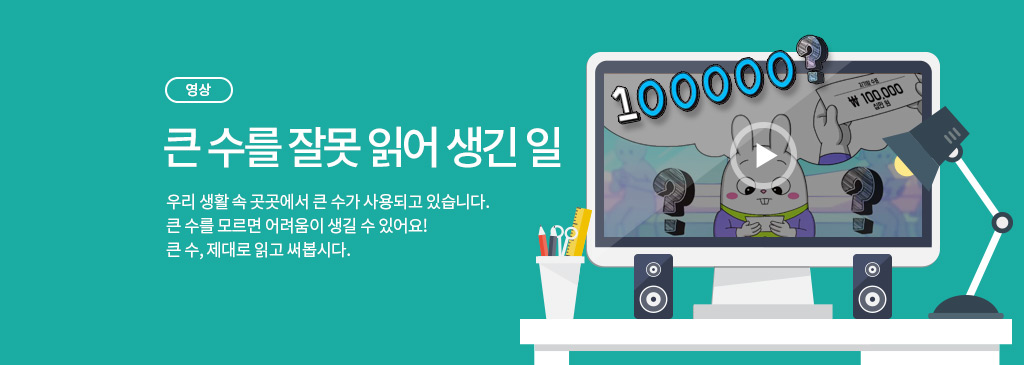 영상
큰 수를 잘못 읽어 생긴 일
우리 생활 속 곳곳에서 큰 수가 사용되고 있습니다.
큰 수를 모르면 어려움이 생길 수 있어요!
큰 수, 제대로 읽고 써봅시다.
100000?
₩ 100,000
십만 원
? ?